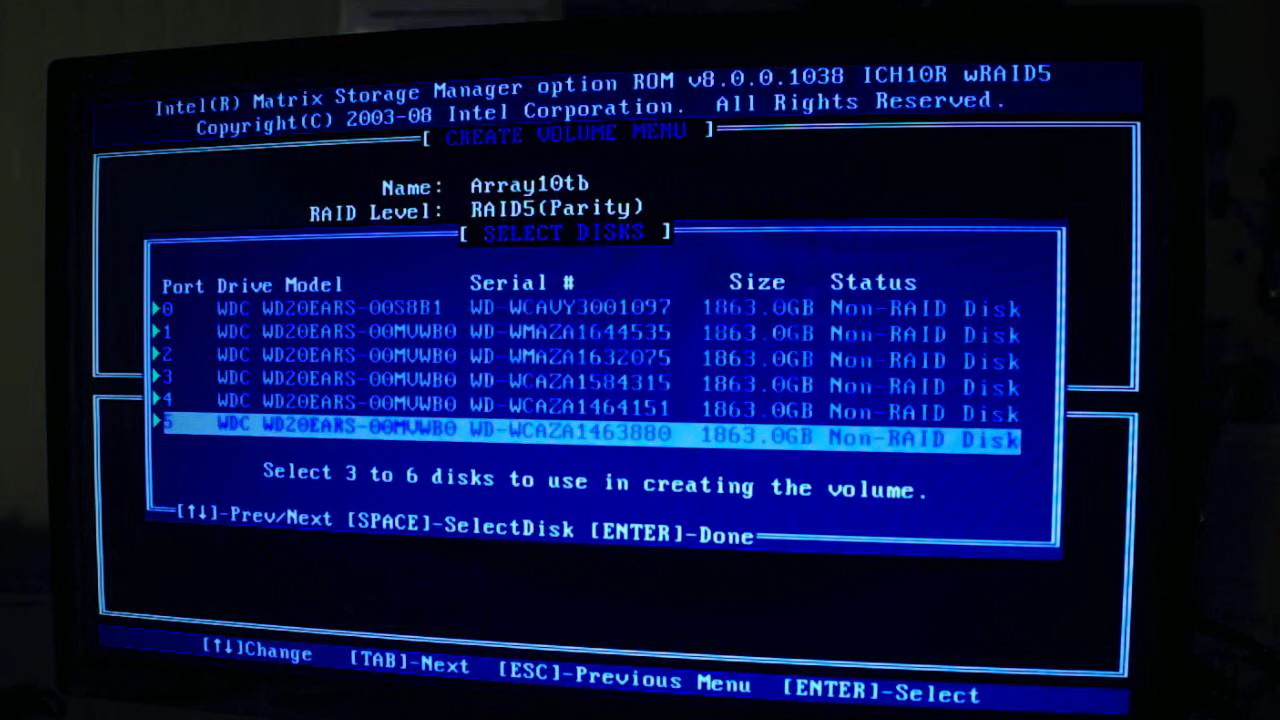 Intel(R) Matrix Storage Manager option ROM v8.0.0.1038 ICH10R wRAID5
Copyright(C) 2003-08 Intel Corporation. All Rights Reserved.
[ CREATE VOLUME MENU ]
Name: Array10tb
RAID Level: RAID5(Parity)
[ SELECT DISKS ]
Port Drive Model Serial # Size Status
0 WDC WD20EARS-00S8B1 WD-WCAVY3001097 1863.0GB Non-RAID Disk
1 WDC WD20EARS-00MVWB0 WD-WMAZA1644535 1863.0GB Non-RAID Disk
2 WDC WD20EARS-00MVWB0 WD-WMAZA1632075 1863.0GB Non-RAID Disk
3 WDC WD20EARS-00MVWB0 WD-WCAZA1584315 1863.0GB Non-RAID Disk
4 WDC WD20EARS-00MVWB0 WD-WCAZA1464151 1863.0GB Non-RAID Disk
5 WDC WD20EARS-00MVWB0 WD-WCAZA1463880 1863.0GB Non-RAID Disk
Select 3 to 6 disks to use in creating the volume.
[↑↓]-Prev/Next [SPACE]-SelectDisk [ENTER]-Done
[↑↓]Change [TAB]-Next [ESC]-Previous Menu [ENTER]-Select